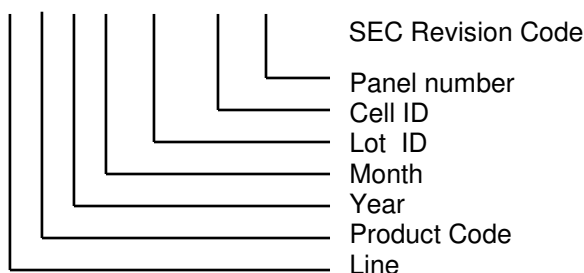 SEC Revision Code
Panel number
Cell ID
Lot  ID
Month
Year
Product Code
Line